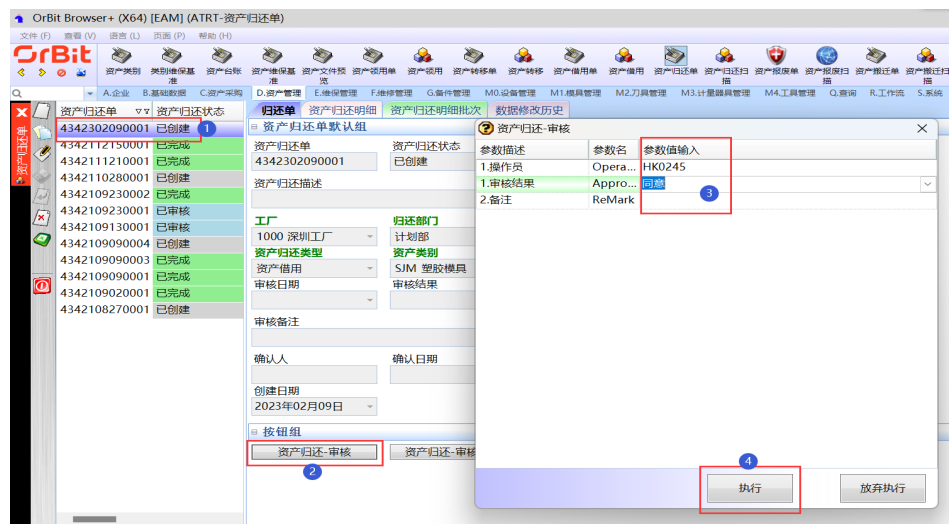 OrBit Browser+ (X64) [EAM] (ATRT-资产归还单)
文件 (F) 查看 (V) 语言 (L) 页面 (P) 帮助 (H)
OrBit
资产类别 类别维保基准 资产台账 资产维保基准 资产文件预览 资产领用单 资产领用 资产转移单 资产转移 资产借用单 资产借用 资产归还单 资产归还扫描 资产报废单 资产报废扫描 资产搬迁单 资产搬迁扫描
A.企业 B.基础数据 C.资产采购 D.资产管理 E.维保管理 F.维修管理 G.备件管理 M0.设备管理 M1.模具管理 M2.刀具管理 M3.计量器具管理 M4.工具管理 Q.查询 R.工作流 S.系统
资产归还单
资产归还单 资产归还状态
4342302090001 已创建 1
4342112150001 已完成
4342111210001 已完成
4342110280001 已创建
4342109230002 已完成
4342109230001 已审核
4342109130001 已审核
4342109090004 已创建
4342109090003 已完成
4342109090001 已完成
4342109020001 已完成
4342108270001 已创建
归还单 资产归还明细 资产归还明细批次 数据修改历史
资产归还单默认组
资产归还单 资产归还状态
4342302090001 已创建
资产归还描述
工厂 归还部门
1000 深圳工厂 计划部
资产归还类型 资产类别
资产借用 SJM 塑胶模具
审核日期 审核结果
审核备注
确认人 确认日期
创建日期
2023年02月09日
按钮组
资产归还-审核 资产归还-审核
2
资产归还-审核
参数描述 参数名 参数值输入
1.操作员 Opera... HK0245
1.审核结果 Appro... 同意
2.备注 ReMark
3
4
执行 放弃执行